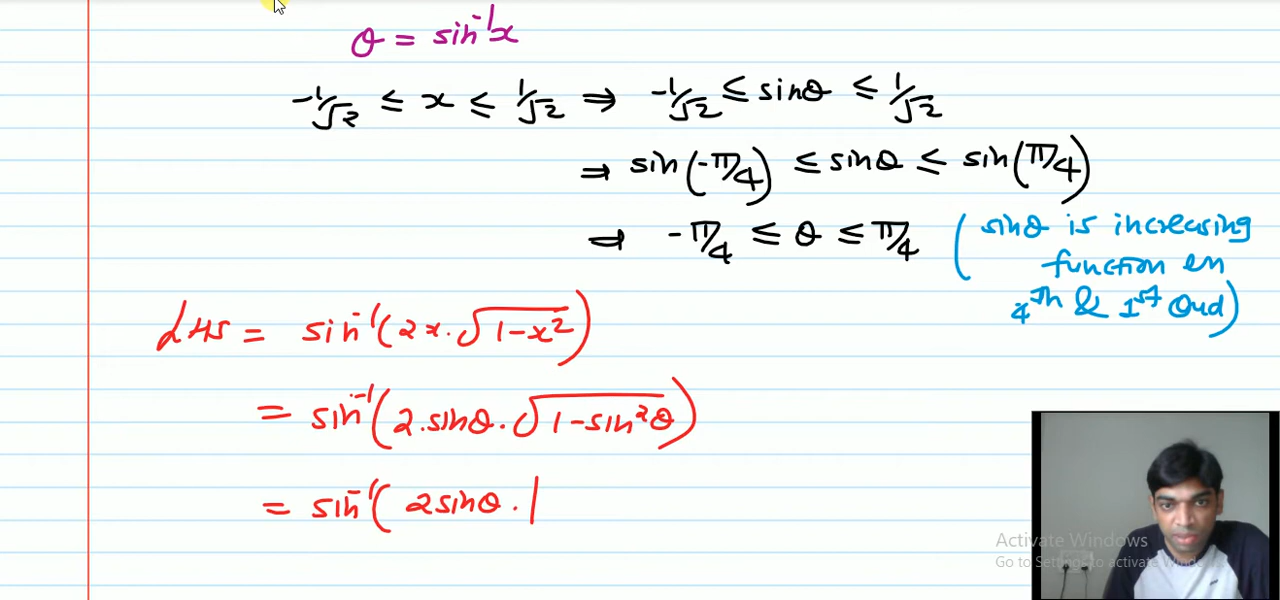 θ = sin⁻¹x
-1/√2 ≤ x ≤ 1/√2 ⇒ -1/√2 ≤ sinθ ≤ 1/√2
⇒ sin(-π/4) ≤ sinθ ≤ sin(π/4)
⇒ -π/4 ≤ θ ≤ π/4 (sinθ is increasing
function en
4th & 1st Qud)
LHS = sin⁻¹(2x.√(1-x²))
= sin⁻¹(2.sinθ.√(1-sin²θ))
= sin⁻¹( 2sinθ. |
Activate Windows
Go to Settings to activate Windows.